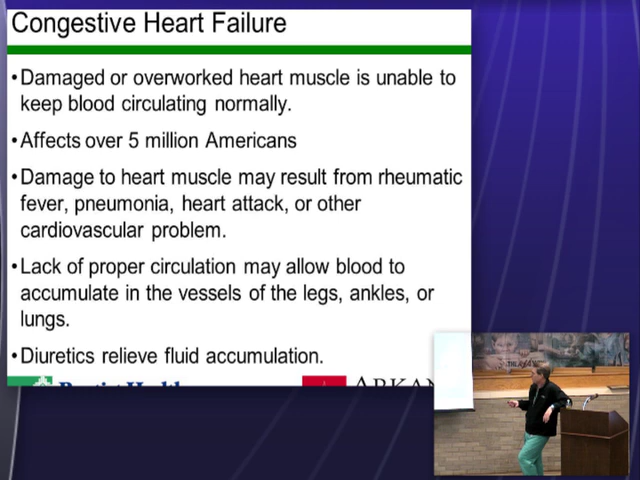 Congestive Heart Failure
•Damaged or overworked heart muscle is unable to
keep blood circulating normally.
•Affects over 5 million Americans
•Damage to heart muscle may result from rheumatic
fever, pneumonia, heart attack, or other
cardiovascular problem.
•Lack of proper circulation may allow blood to
accumulate in the vessels of the legs, ankles, or
lungs.
•Diuretics relieve fluid accumulation.